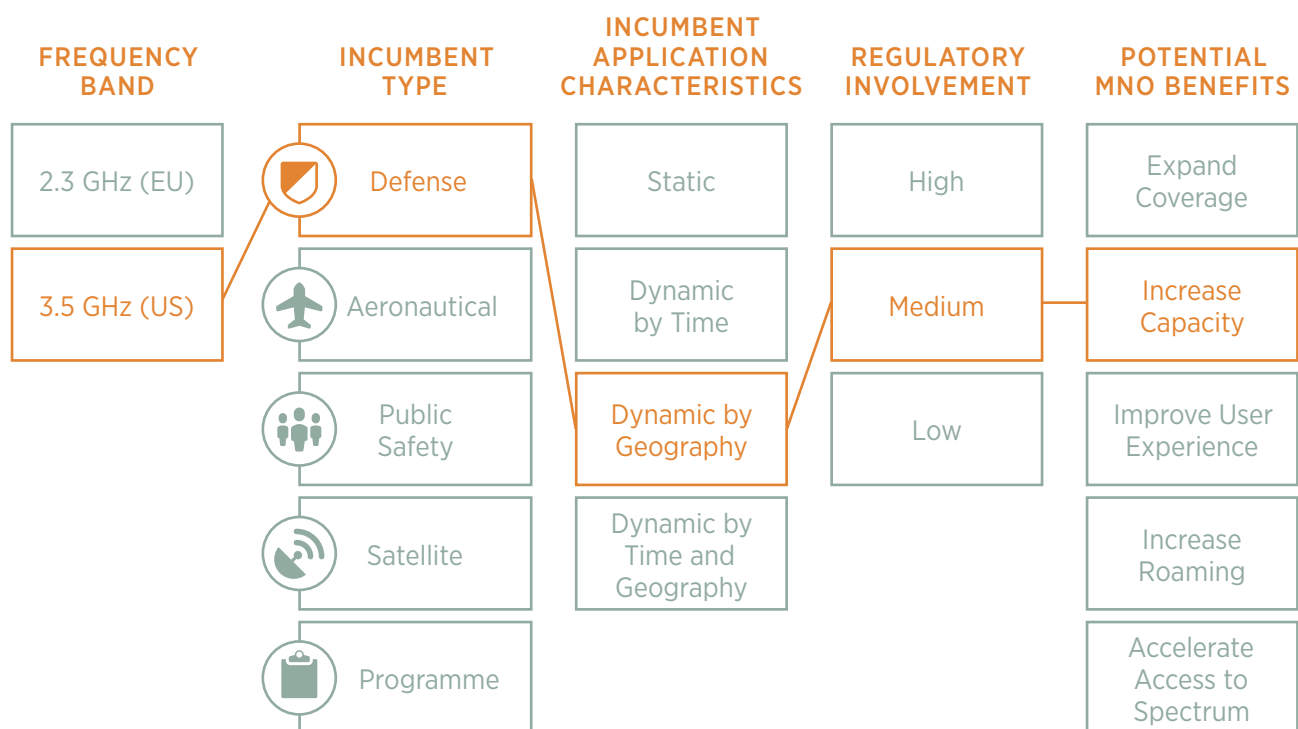 FREQUENCY
BAND
INCUMBENT
TYPE
INCUMBENT
APPLICATION
CHARACTERISTICS
REGULATORY
INVOLVEMENT
POTENTIAL
MNO BENEFITS
2.3 GHz (EU)
3.5 GHz (US)
Defense
Aeronautical
Public
Safety
Satellite
Programme
Static
Dynamic
by Time
Dynamic by
Geography
Dynamic by
Time and
Geography
High
Medium
Low
Expand
Coverage
Increase
Capacity
Improve User
Experience
Increase
Roaming
Accelerate
Access to
Spectrum